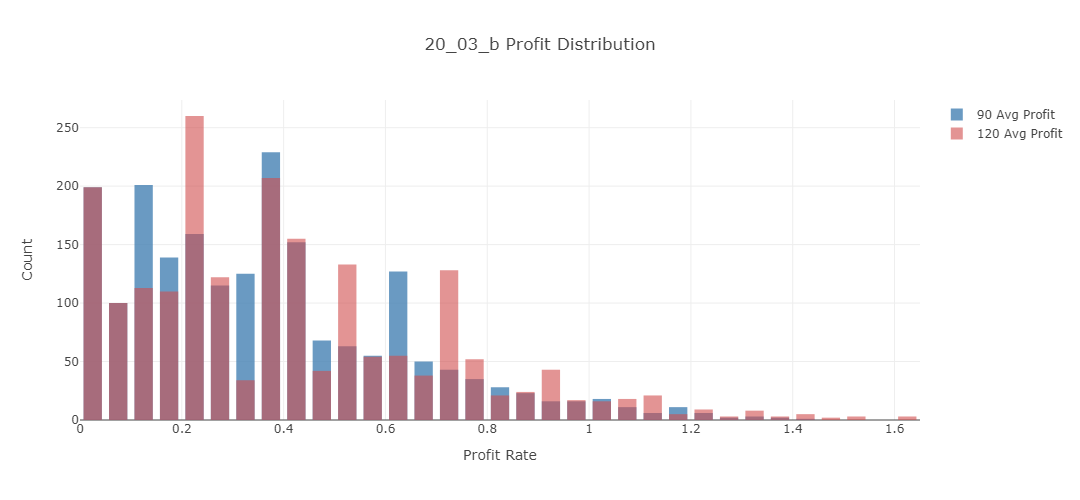 20_03_b Profit Distribution
90 Avg Profit
120 Avg Profit
Count
250
200
150
100
50
0
0 0.2 0.4 0.6 0.8 1 1.2 1.4 1.6
Profit Rate